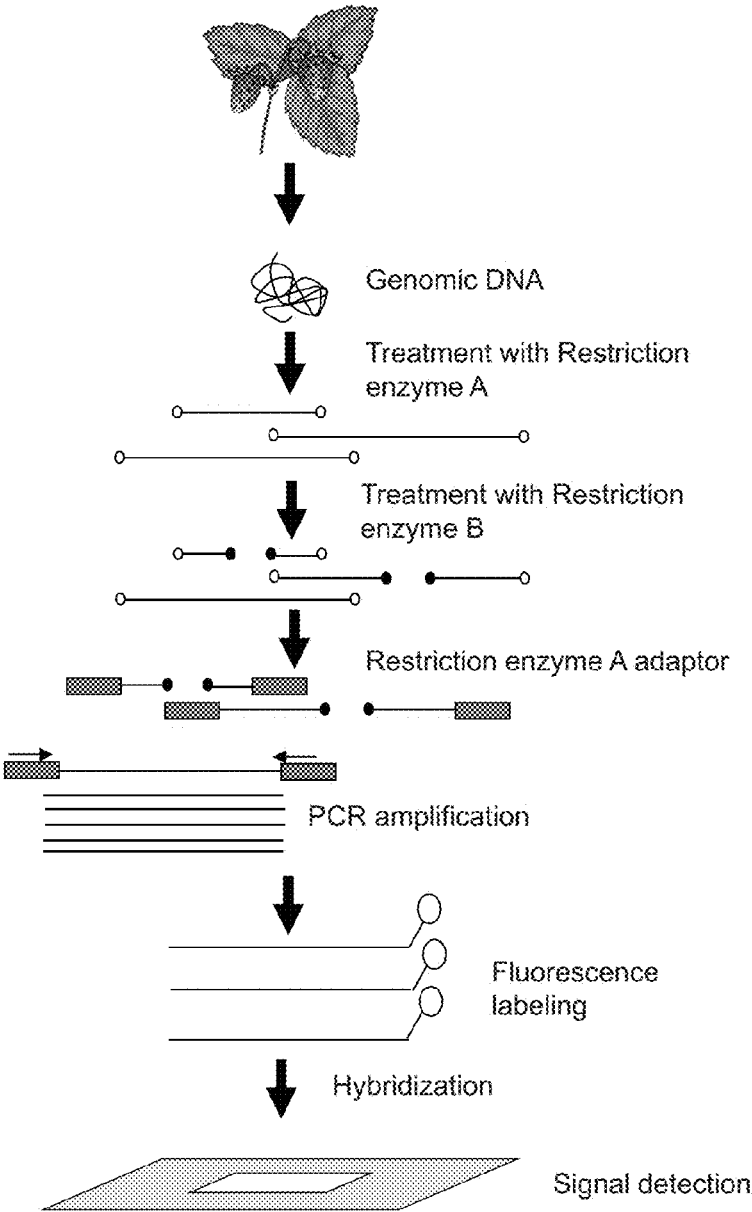 Genomic DNA
Treatment with Restriction
enzyme A
Treatment with Restriction
enzyme B
Restriction enzyme A adaptor
PCR amplification
Fluorescence
labeling
Hybridization
Signal detection